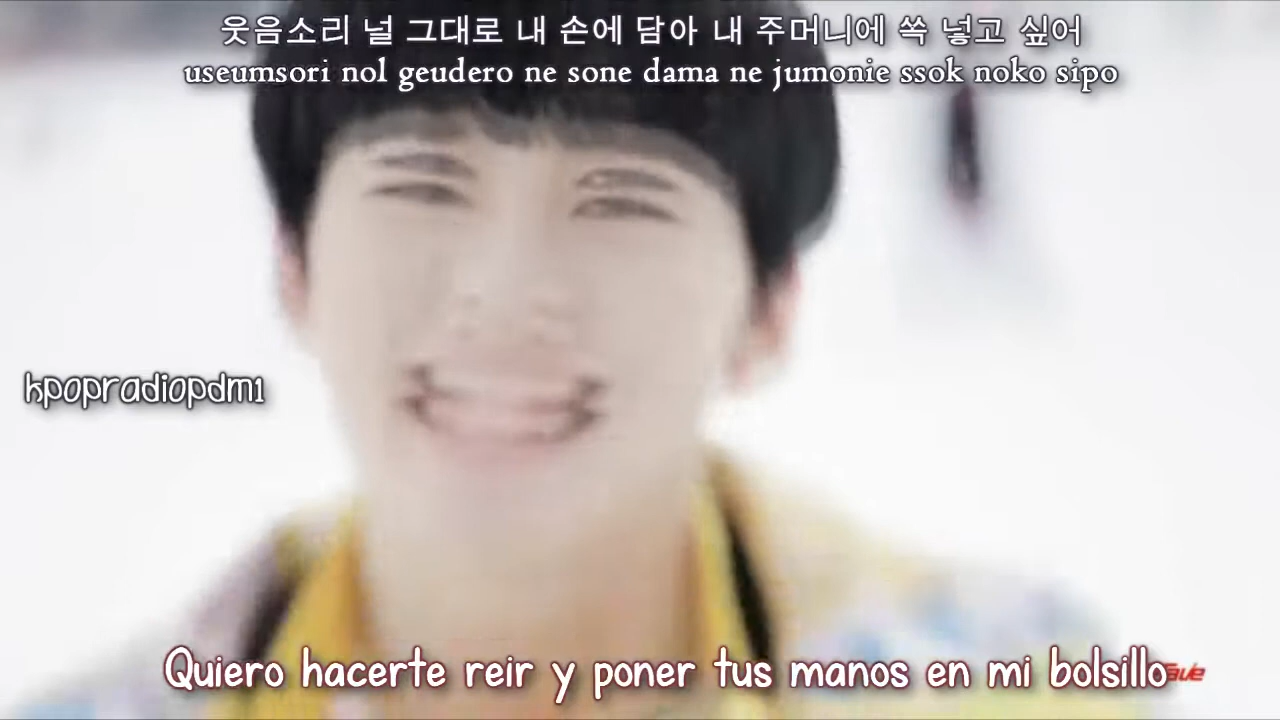 웃음소리 널 그대로 내 손에 담아 내 주머니에 쏙 넣고 싶어
useumsori nol geudero ne sone dama ne jumonie ssok noko sipo
kpopradiopdm1
Quiero hacerte reir y poner tus manos en mi bolsillo